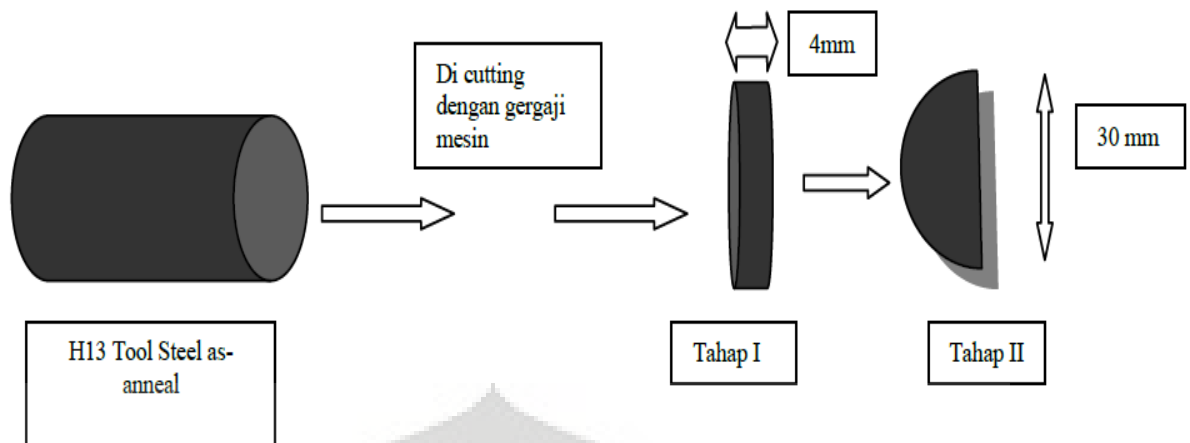 Di cutting
dengan gergaji
mesin
4mm
30 mm
H13 Tool Steel as-
anneal
Tahap I
Tahap II